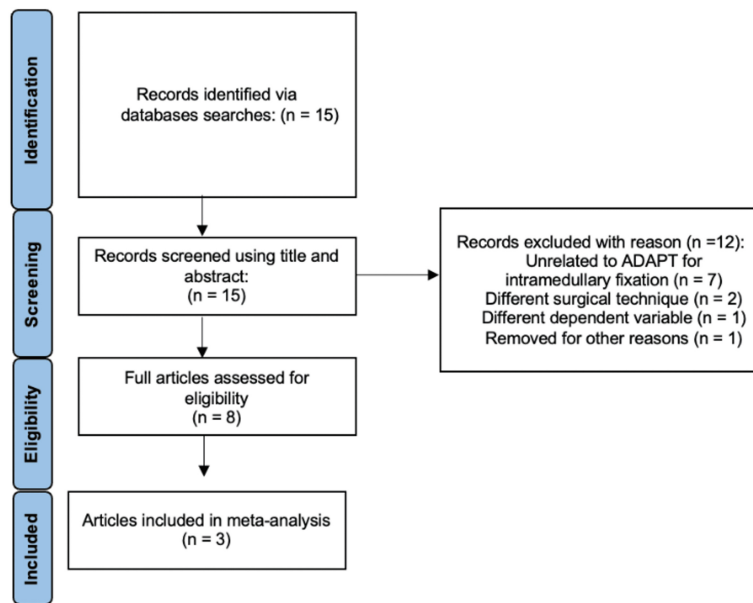 Identification
Records identified via
databases searches: (n = 15)
Screening
Records screened using title and
abstract:
(n = 15)
Records excluded with reason (n =12):
Unrelated to ADAPT for
intramedullary fixation (n = 7)
Different surgical technique (n = 2)
Different dependent variable (n = 1)
Removed for other reasons (n = 1)
Eligibility
Full articles assessed for
eligibility
(n = 8)
Included
Articles included in meta-analysis
(n = 3)